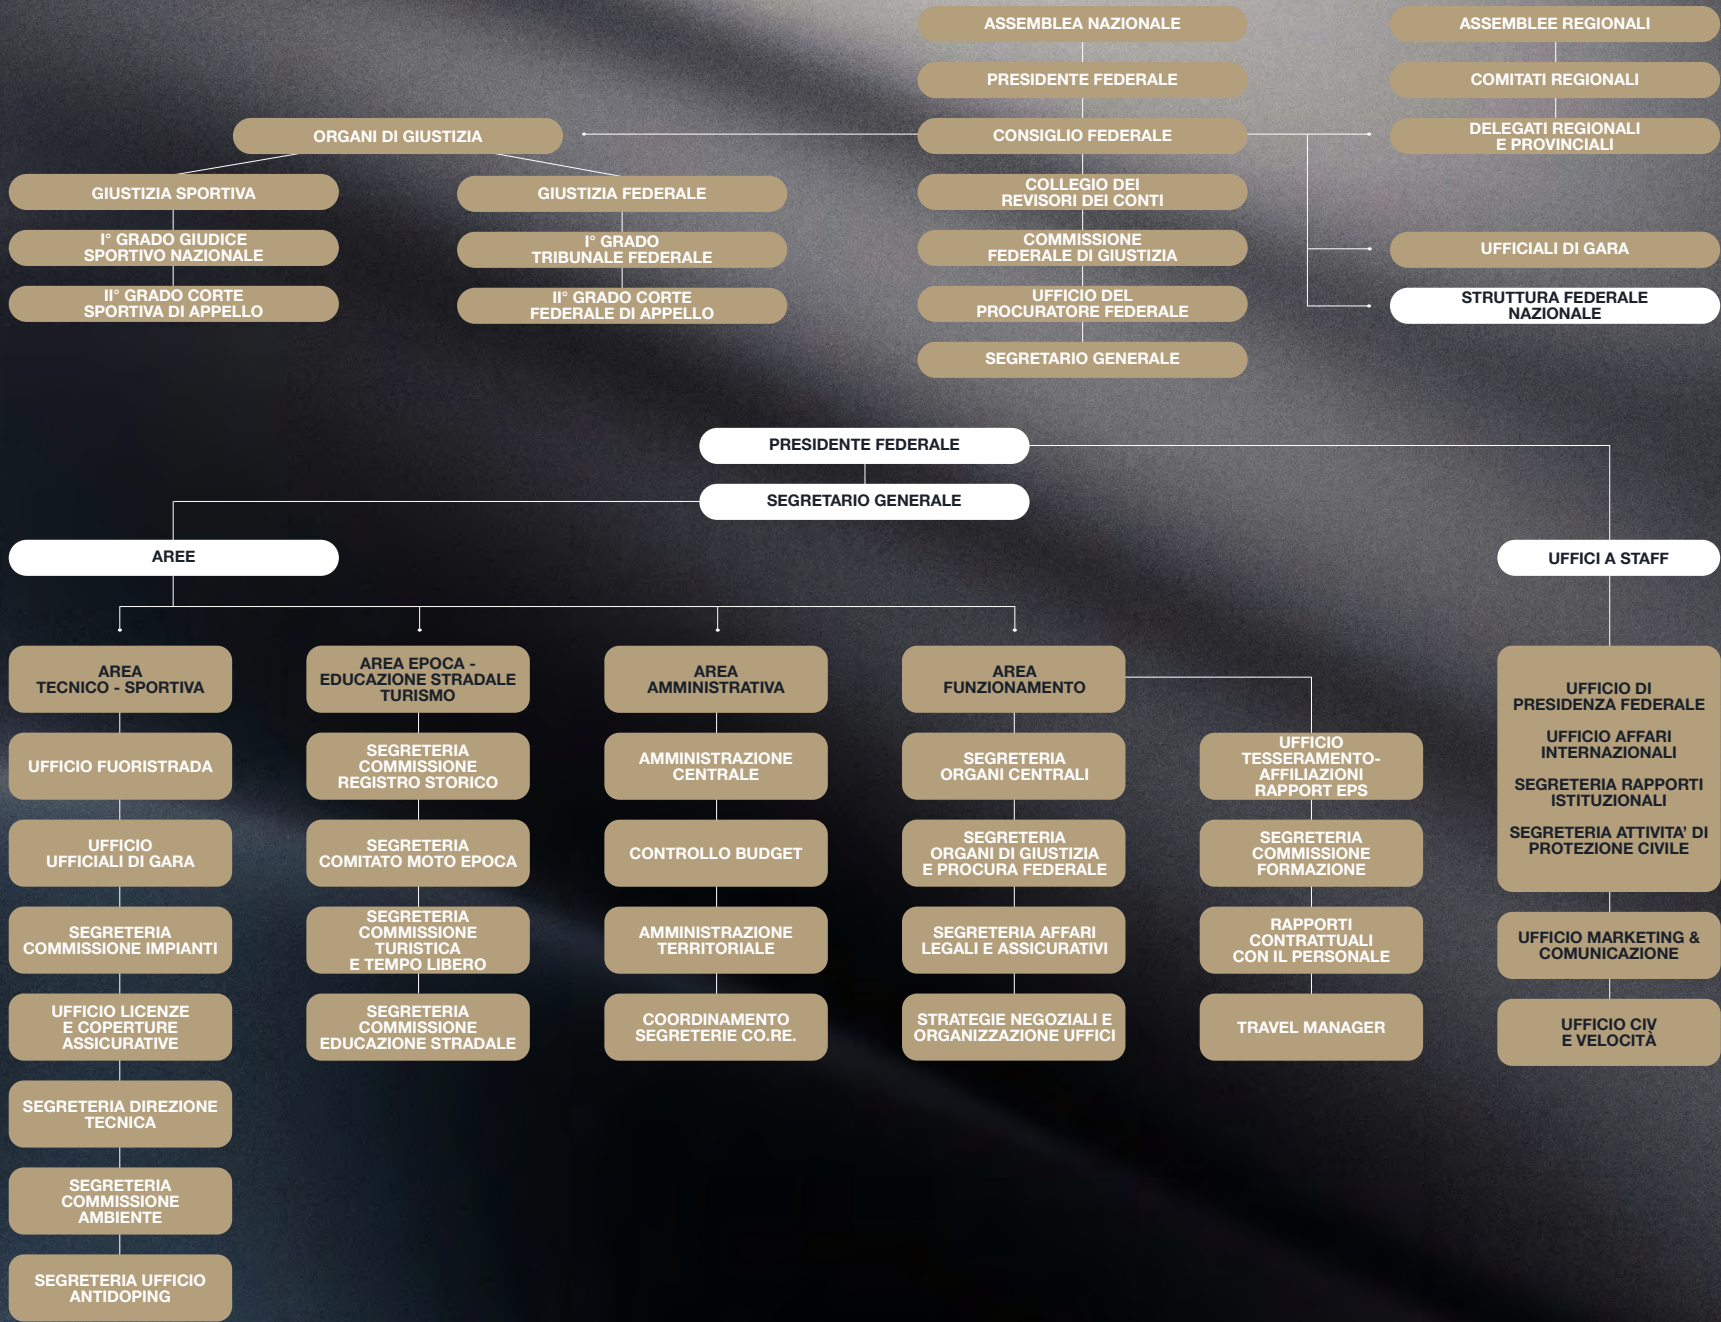 ASSEMBLEA NAZIONALE
PRESIDENTE FEDERALE
CONSIGLIO FEDERALE
COLLEGIO DEI
REVISORI DEI CONTI
COMMISSIONE
FEDERALE DI GIUSTIZIA
UFFICIO DEL
PROCURATORE FEDERALE
SEGRETARIO GENERALE
ASSEMBLEE REGIONALI
COMITATI REGIONALI
DELEGATI REGIONALI
E PROVINCIALI
UFFICIALI DI GARA
STRUTTURA FEDERALE
NAZIONALE
ORGANI DI GIUSTIZIA
GIUSTIZIA SPORTIVA
I° GRADO GIUDICE
SPORTIVO NAZIONALE
II° GRADO CORTE
SPORTIVA DI APPELLO
GIUSTIZIA FEDERALE
I° GRADO
TRIBUNALE FEDERALE
II° GRADO CORTE
FEDERALE DI APPELLO
PRESIDENTE FEDERALE
SEGRETARIO GENERALE
AREE
UFFICI A STAFF
AREA
TECNICO - SPORTIVA
UFFICIO FUORISTRADA
UFFICIO
UFFICIALI DI GARA
SEGRETERIA
COMMISSIONE IMPIANTI
UFFICIO LICENZE
E COPERTURE
ASSICURATIVE
SEGRETERIA DIREZIONE
TECNICA
SEGRETERIA
COMMISSIONE
AMBIENTE
SEGRETERIA UFFICIO
ANTIDOPING
AREA EPOCA -
EDUCAZIONE STRADALE
TURISMO
SEGRETERIA
COMMISSIONE
REGISTRO STORICO
SEGRETERIA
COMITATO MOTO EPOCA
SEGRETERIA
COMMISSIONE
TURISTICA
E TEMPO LIBERO
SEGRETERIA
COMMISSIONE
EDUCAZIONE STRADALE
AREA
AMMINISTRATIVA
AMMINISTRAZIONE
CENTRALE
CONTROLLO BUDGET
AMMINISTRAZIONE
TERRITORIALE
COORDINAMENTO
SEGRETERIE CO.RE.
AREA
FUNZIONAMENTO
SEGRETERIA
ORGANI CENTRALI
SEGRETERIA
ORGANI DI GIUSTIZIA
E PROCURA FEDERALE
SEGRETERIA AFFARI
LEGALI E ASSICURATIVI
STRATEGIE NEGOZIALI E
ORGANIZZAZIONE UFFICI
UFFICIO
TESSERAMENTO-
AFFILIAZIONI
RAPPORT EPS
SEGRETERIA
COMMISSIONE
FORMAZIONE
RAPPORTI
CONTRATTUALI
CON IL PERSONALE
TRAVEL MANAGER
UFFICIO DI
PRESIDENZA FEDERALE
UFFICIO AFFARI
INTERNAZIONALI
SEGRETERIA RAPPORTI
ISTITUZIONALI
SEGRETERIA ATTIVITA' DI
PROTEZIONE CIVILE
UFFICIO MARKETING &
COMUNICAZIONE
UFFICIO CIV
E VELOCITÀ